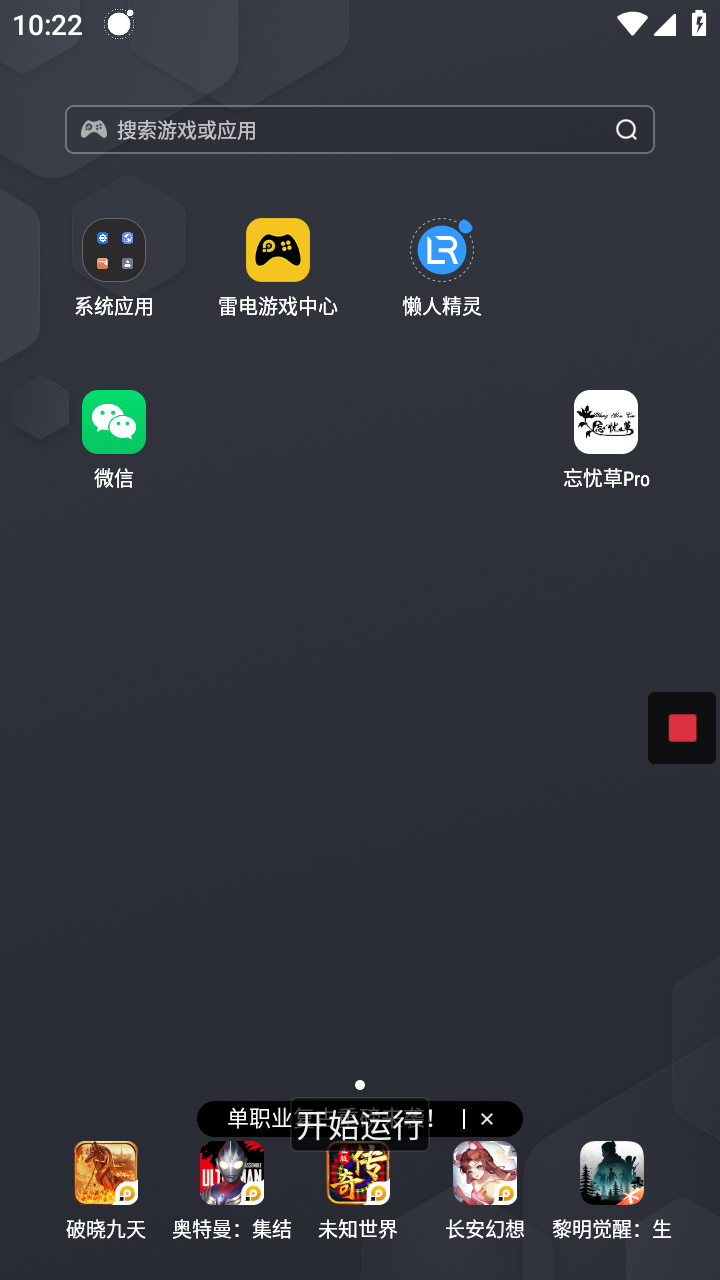 10:22
搜索游戏或应用
系统应用
雷电游戏中心
懒人精灵
微信
忘忧草Pro
单职业
开始运行
破晓九天
奥特曼：集结
未知世界
长安幻想
黎明觉醒：生